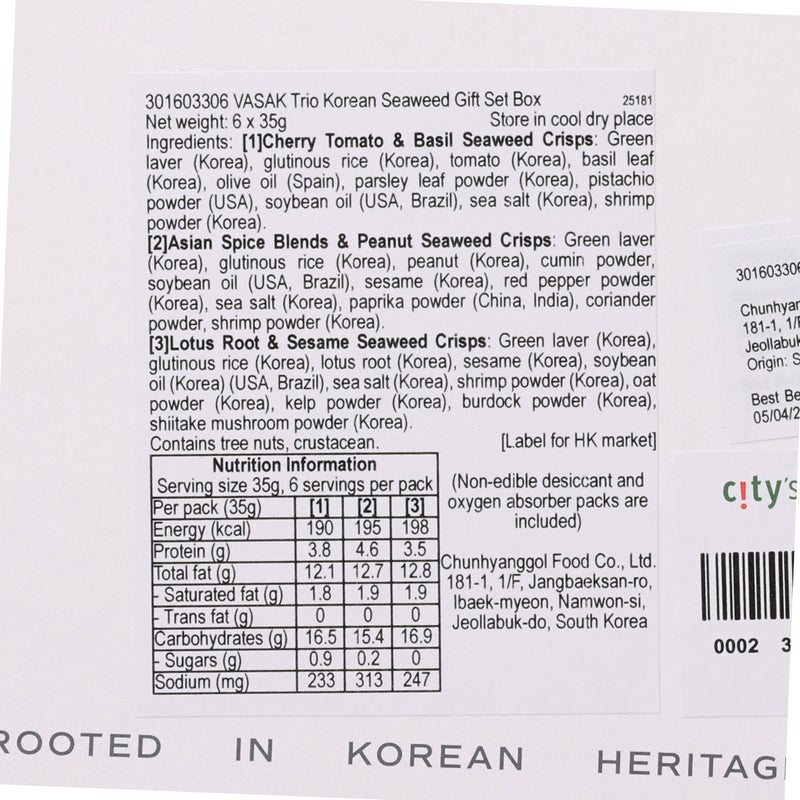 301603306 VASAK Trio Korean Seaweed Gift Set Box 25181
Net weight: 6 x 35g Store in cool dry place
Ingredients: [1]Cherry Tomato & Basil Seaweed Crisps: Green
laver (Korea), glutinous rice (Korea), tomato (Korea), basil leaf
(Korea), olive oil (Spain), parsley leaf powder (Korea), pistachio
powder (USA), soybean oil (USA, Brazil), sea salt (Korea), shrimp
powder (Korea).
[2]Asian Spice Blends & Peanut Seaweed Crisps: Green laver
(Korea), glutinous rice (Korea), peanut (Korea), cumin powder,
soybean oil (USA, Brazil), sesame (Korea), red pepper powder
(Korea), sea salt (Korea), paprika powder (China, India), coriander
powder, shrimp powder (Korea).
[3]Lotus Root & Sesame Seaweed Crisps: Green laver (Korea),
glutinous rice (Korea), lotus root (Korea), sesame (Korea), soybean
oil (Korea) (USA, Brazil), sea salt (Korea), shrimp powder (Korea), oat
powder (Korea), kelp powder (Korea), burdock powder (Korea),
shiitake mushroom powder (Korea).
Contains tree nuts, crustacean. [Label for HK market]
Nutrition Information
Serving size 35g, 6 servings per pack
Per pack (35g) [1] [2] [3]
Energy (kcal) 190 195 198
Protein (g) 3.8 4.6 3.5
Total fat (g) 12.1 12.7 12.8
- Saturated fat (g) 1.8 1.9 1.9
- Trans fat (g) 0 0 0
Carbohydrates (g) 16.5 15.4 16.9
- Sugars (g) 0.9 0.2 0
Sodium (mg) 233 313 247
(Non-edible desiccant and
oxygen absorber packs are
included)
Chunhyanggol Food Co., Ltd.
181-1, 1/F, Jangbaeksan-ro,
Ibaek-myeon, Namwon-si,
Jeollabuk-do, South Korea
301603306
Chunhyan
181-1, 1/F
Jeollabuk
Origin: S
Best Be
05/04/2
city's
0002 3
ROOTED IN KOREAN HERITAG